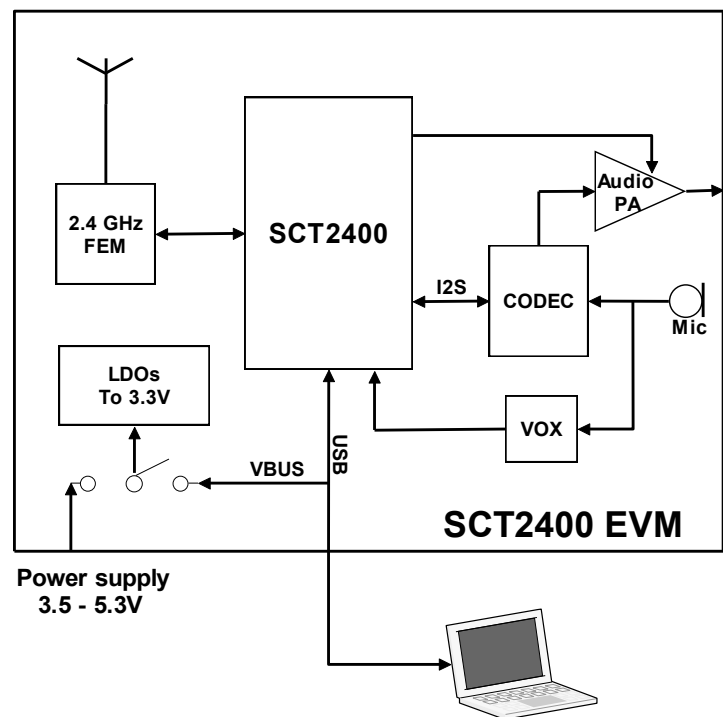 Audio
PA
2.4 GHz
FEM
SCT2400
I2S
CODEC
Mic
LDOs
To 3.3V
VOX
VBUS
USB
SCT2400 EVM
Power supply
3.5 - 5.3V